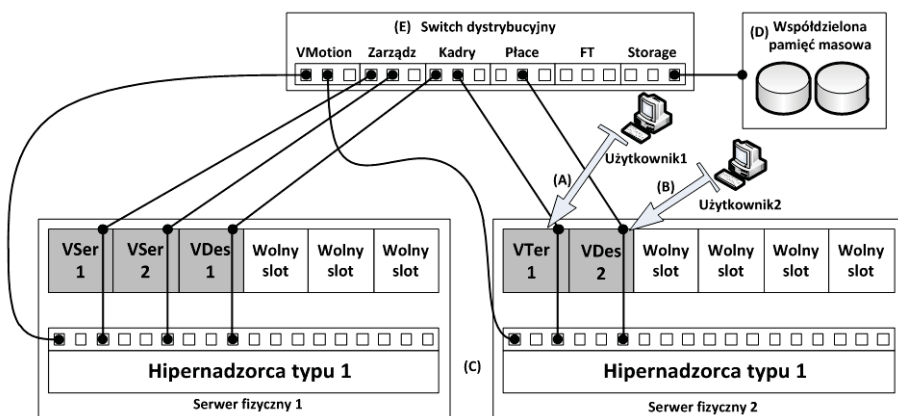 (E) Switch dystrybucyjny
VMotion Zarządz Kadry Płace FT Storage
(D) Współdzielona
pamięć masowa
Użytkownik1
(A)
(B)
Użytkownik2
VSer 1
VSer 2
VDes 1
Wolny slot
Wolny slot
Wolny slot
VTer 1
VDes 2
Wolny slot
Wolny slot
Wolny slot
Wolny slot
Hipernadzorca typu 1
(C)
Hipernadzorca typu 1
Serwer fizyczny 1
Serwer fizyczny 2